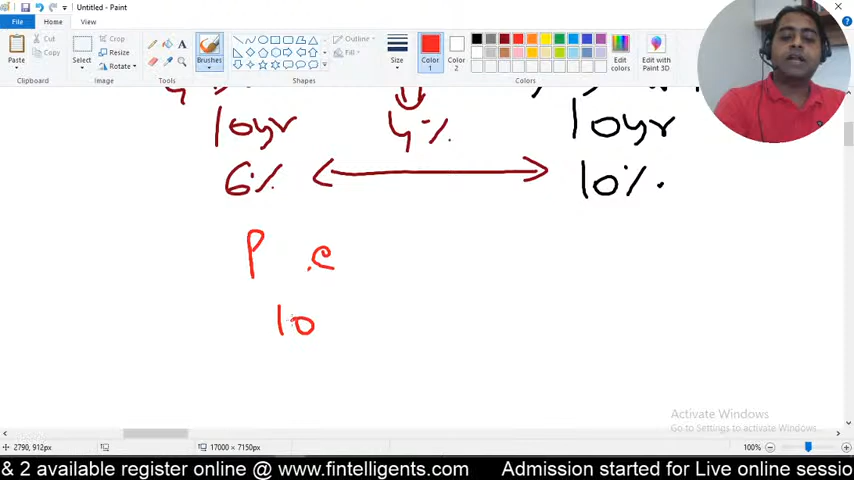 Untitled - Paint
File Home View
Paste
Cut
Copy
Clipboard
Select
Crop
Resize
Rotate
Image
A
Tools
Brushes
Outline
Fill
Shapes
Size
Color 1
Color 2
Edit colors
Edit with Paint 3D
Colors
10yr 4% 10yr
6% 10%
P e
10
Activate Windows
Go to Settings to activate Windows.
2790, 912px 17000 × 7150px 100%
& 2 available register online @ www.fintelligents.com Admission started for Live online sessio